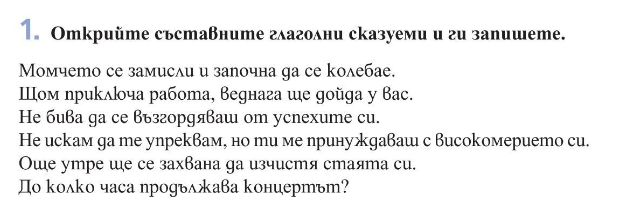 1. Открийте съставните глаголни сказуеми и ги запишете.
Момчето се замисли и започна да се колебае.
Щом приключа работа, веднага ще дойда у вас.
Не бива да се възгордяваш от успехите си.
Не искам да те упреквам, но ти ме принуждаваш с високомерието си.
Още утре ще се захвана да изчистя стаята си.
До колко часа продължава концертът?